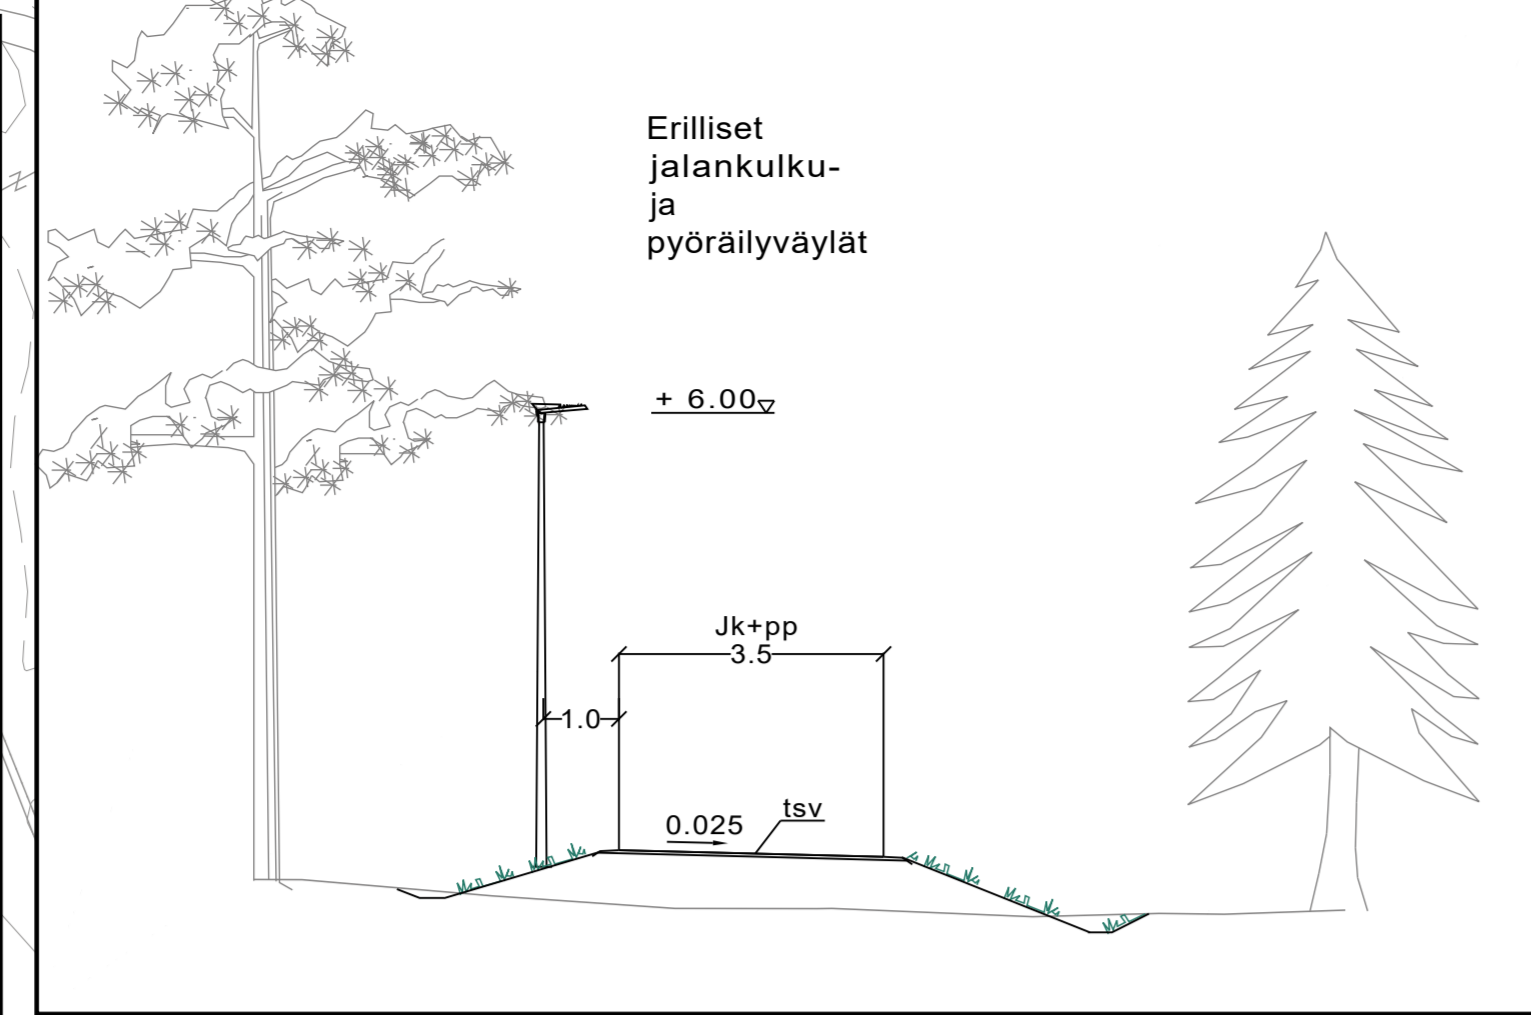 Erilliset
jalankulku-
ja
pyöräilyväylät
+ 6.00
Jk+pp
3.5
1.0
tsv
0.025